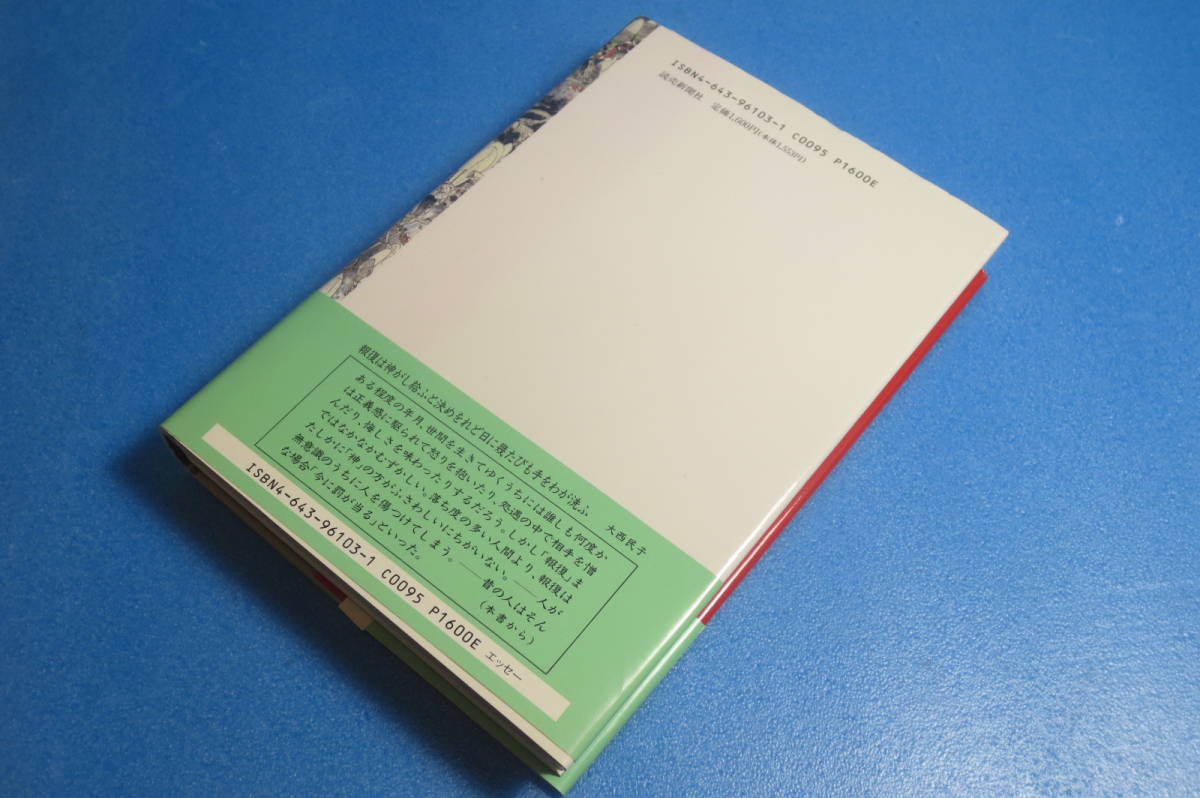 ISBN4-643-96103-1 C0095 P1600E
読売新聞社 定価1,600円(本体1,553円)
報復は神がし給ふと決めをれど日に幾たびも手をわが洗ふ
大西民子
ある程度の年月、世間を生きてゆくうちには誰しも何度か
は正義感に駆られて怒りを抱いたり、処遇の中で相手を憎
んだり、悔しさを味わったりするだろう。しかし「報復」ま
ではなかなかむずかしい。落ち度の多い人間より、報復は
たしかに「神」の方がふさわしいにちがいない。――人が
無意識のうちに人を傷つけてしまう。――昔の人はそん
な場合「今に罰が当る」といった。
(本書から)
ISBN4-643-96103-1 C0095 P1600E エッセー